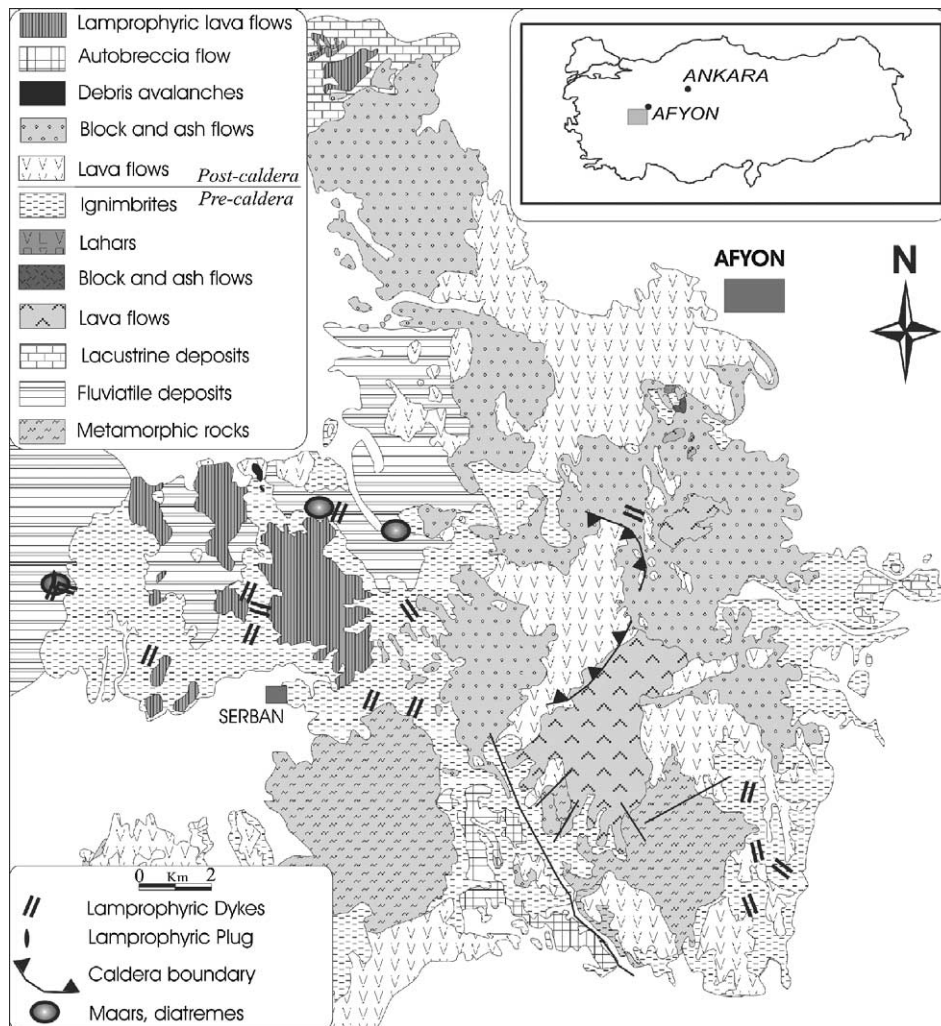 Lamprophyric lava flows
Autobreccia flow
Debris avalanches
Block and ash flows
Lava flows
Post-caldera
Pre-caldera
Ignimbrites
Lahars
Block and ash flows
Lava flows
Lacustrine deposits
Fluviatile deposits
Metamorphic rocks
ANKARA
AFYON
AFYON
N
SERBAN
0 Km 2
Lamprophyric Dykes
Lamprophyric Plug
Caldera boundary
Maars, diatremes